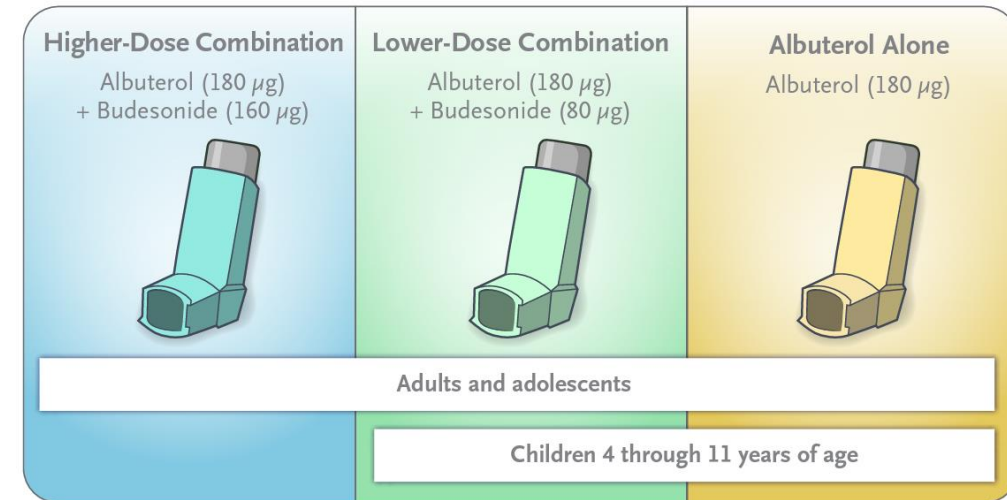 Higher-Dose Combination
Albuterol (180 µg)
+ Budesonide (160 µg)
Lower-Dose Combination
Albuterol (180 µg)
+ Budesonide (80 µg)
Albuterol Alone
Albuterol (180 µg)
Adults and adolescents
Children 4 through 11 years of age